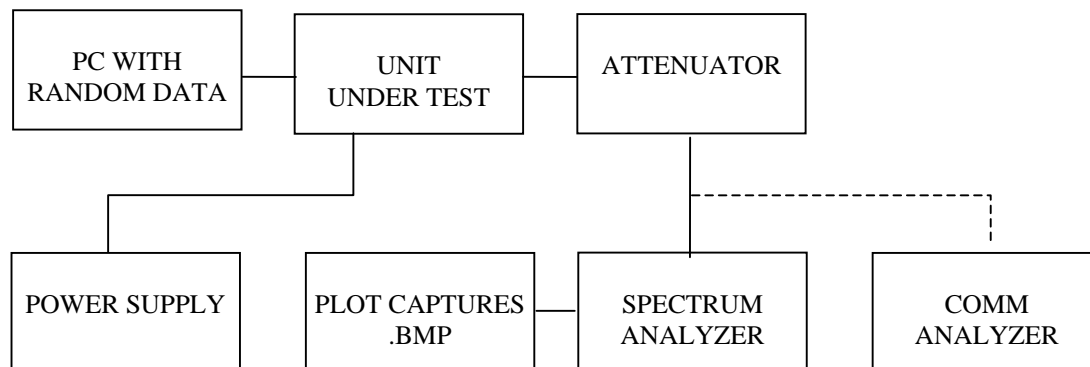 PC WITH
RANDOM DATA
UNIT
UNDER TEST
ATTENUATOR
POWER SUPPLY
PLOT CAPTURES
.BMP
SPECTRUM
ANALYZER
COMM
ANALYZER